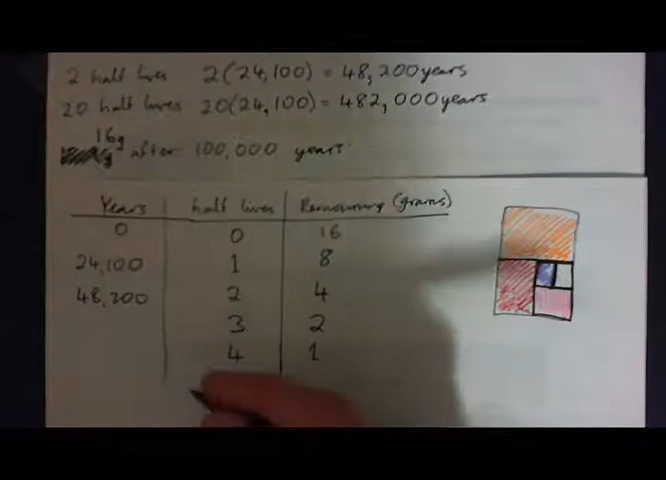 2 half lives 2(24,100) = 48,200 years
20 half lives 20(24,100) = 482,000 years
16g after 100,000 years
Years half lives Remaining (grams)
0 0 16
24,100 1 8
48,200 2 4
3 2
4 1